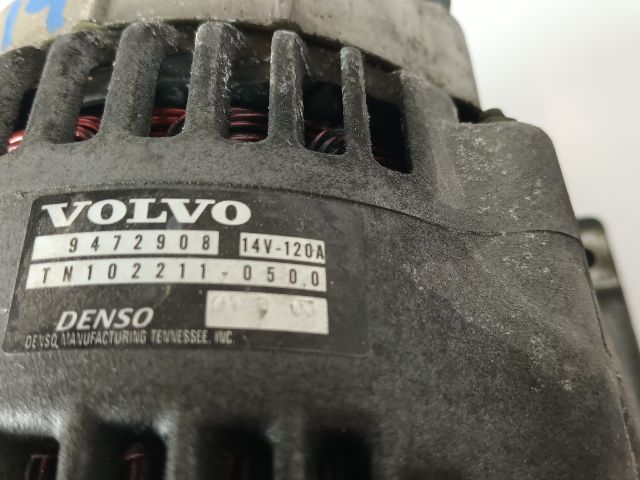 VOLVO
9472908 14V-120A
TN102211-0500
DENSO
DENSO MANUFACTURING TENNESSEE, INC.